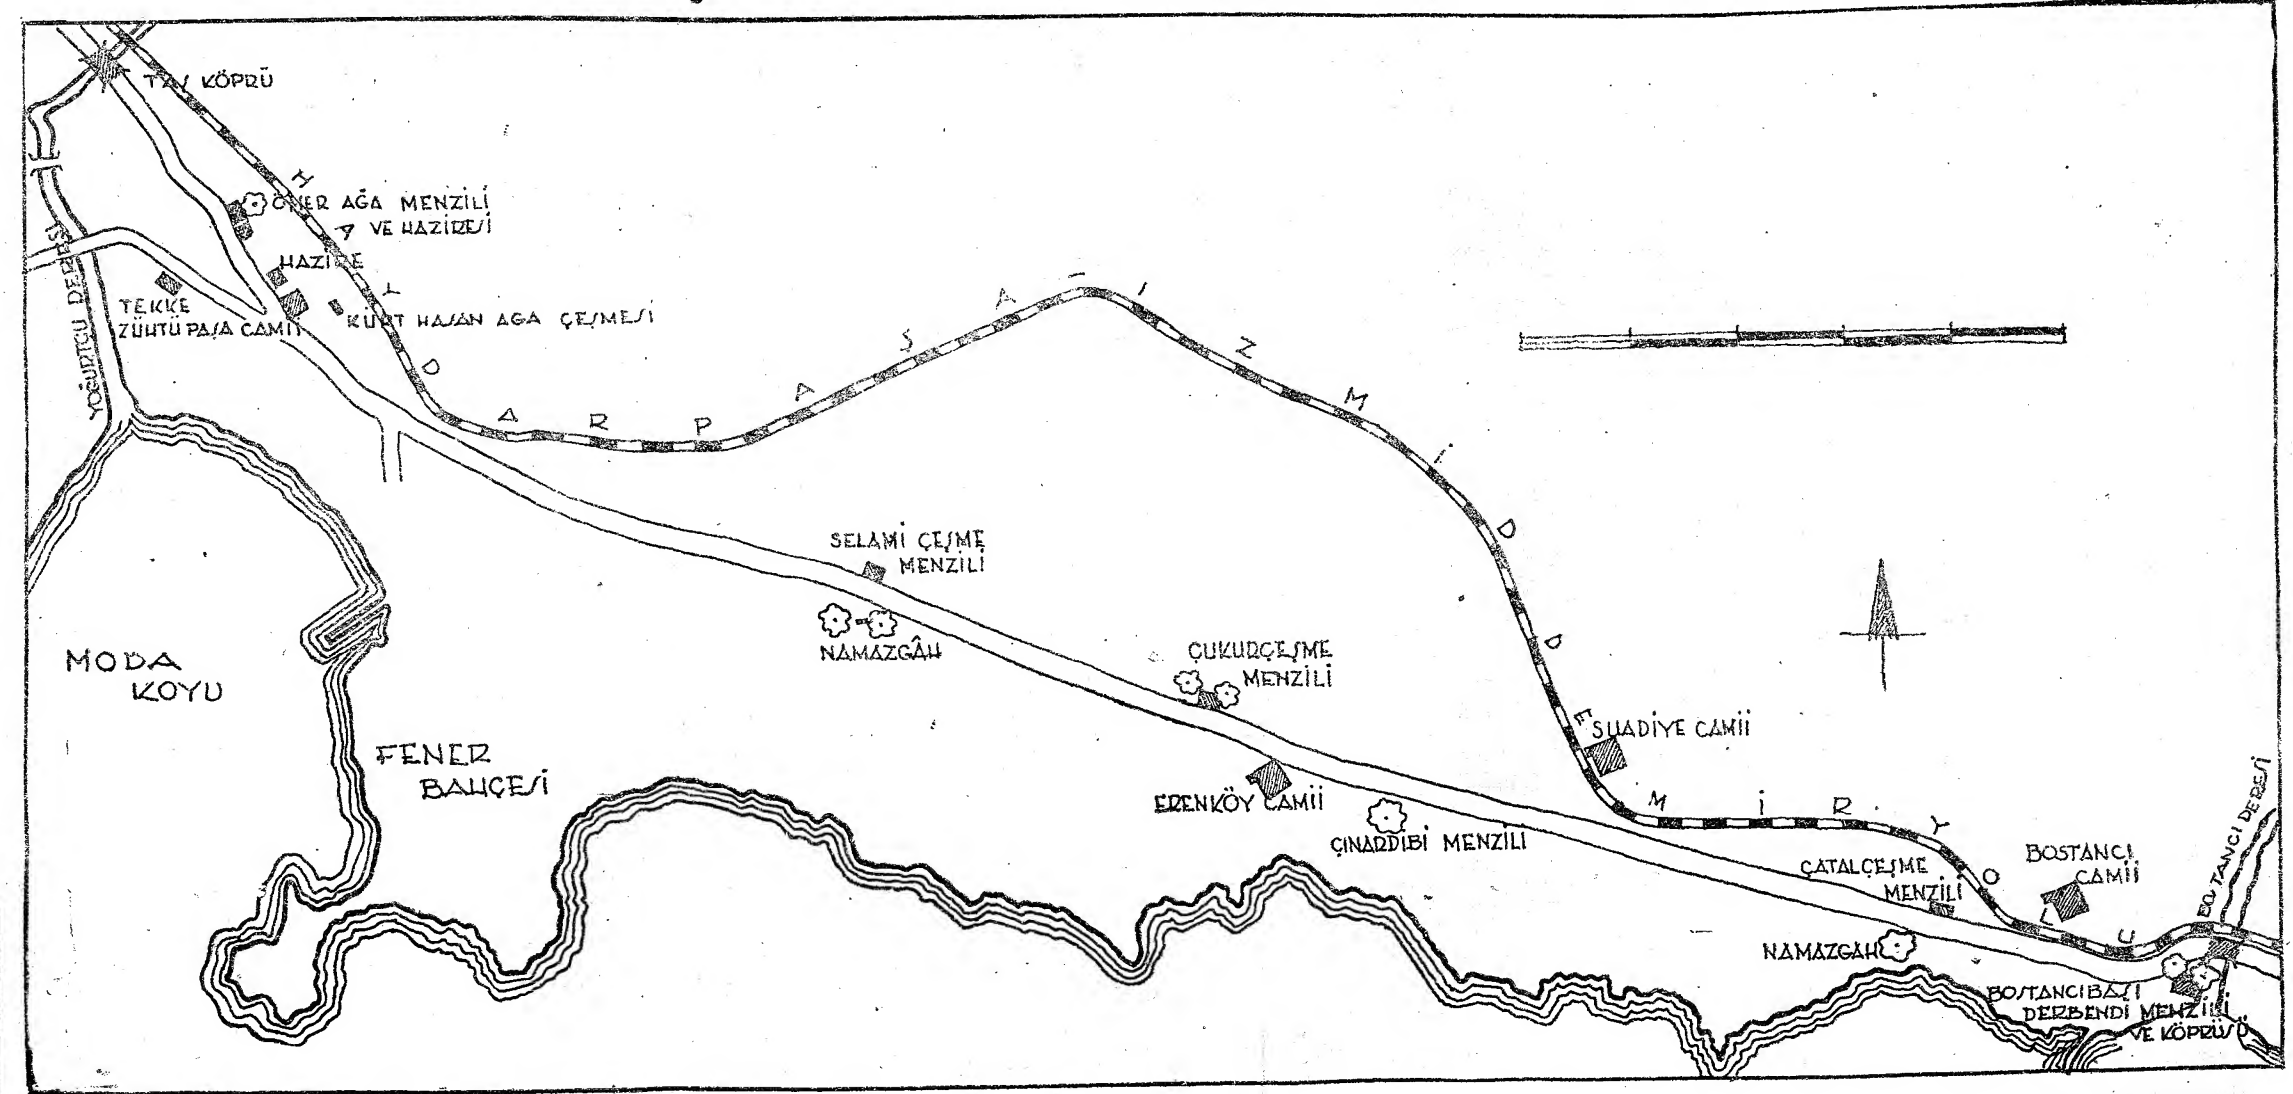 TAŞ KÖPRÜ
ÖMER AĞA MENZİLİ
VE HAZİRESİ
HAZİRE
TEKKE
ZÜHTÜ PAŞA CAMİİ
KURT HASAN AGA ÇEŞMESİ
YOĞURTÇU DERESİ
HAYDARPAŞA - İZMİD DEMİRYOLU
SELAMİ ÇEŞME
MENZİLİ
NAMAZGÂH
MODA
KOYU
FENER
BAHÇESİ
ÇUKURÇEŞME
MENZİLİ
ERENKÖY CAMİİ
ÇINARDİBİ MENZİLİ
SUADİYE CAMİİ
ÇATALÇEŞME
MENZİLİ
NAMAZGAH
BOSTANCI
CAMİİ
BOSTANCI DERESİ
BOSTANCIBAŞI
DERBENDİ MENZİLİ
VE KÖPRÜSÜ